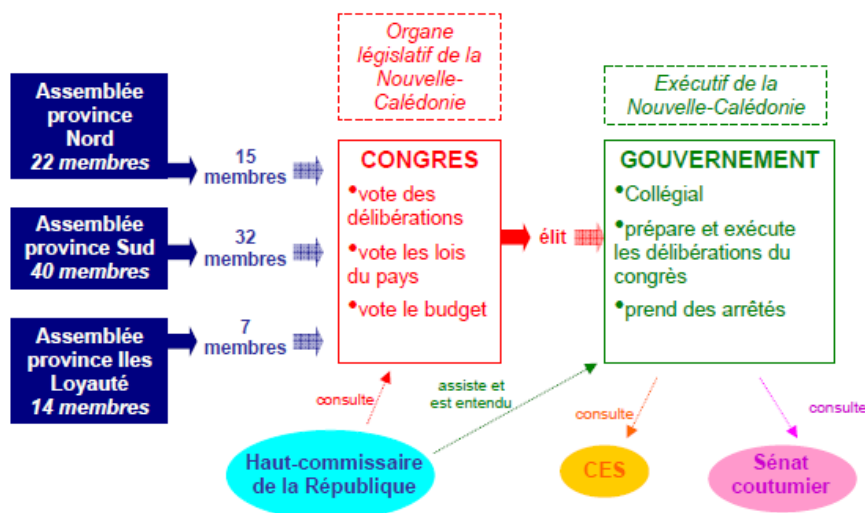 Organe
législatif de la
Nouvelle-
Calédonie
Exécutif de la
Nouvelle-Calédonie
Assemblée
province
Nord
22 membres
15
membres
Assemblée
province Sud
40 membres
32
membres
Assemblée
province Iles
Loyauté
14 membres
7
membres
CONGRES
•vote des
délibérations
•vote les lois
du pays
•vote le budget
élit
GOUVERNEMENT
•Collégial
•prépare et exécute
les délibérations du
congrès
•prend des arrêtés
consulte
assiste et
est entendu
consulte
consulte
Haut-commissaire
de la République
CES
Sénat
coutumier